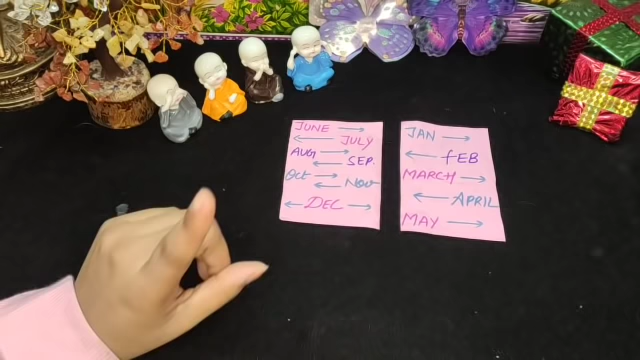 JUNE →
← JULY
AUG →
← SEP.
Oct →
← Nov
← DEC →
JAN →
← fEB
MARCH →
← APRIL
MAY →